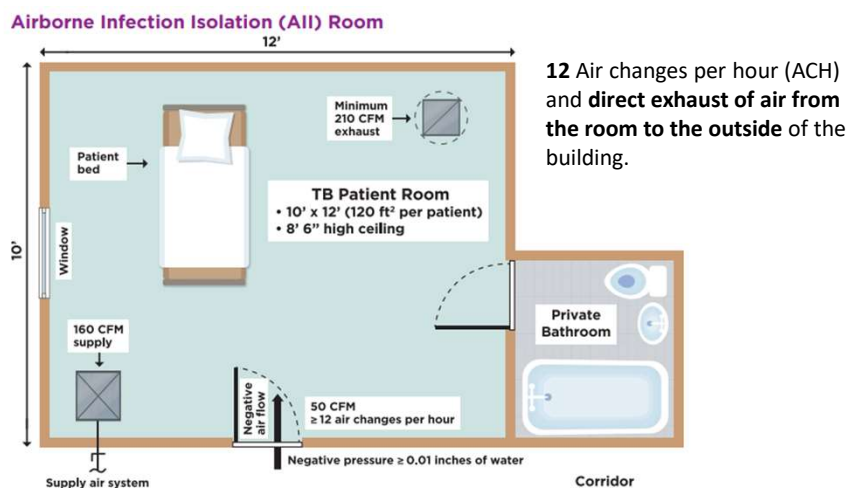 Airborne Infection Isolation (AII) Room
12’
12 Air changes per hour (ACH)
and direct exhaust of air from
the room to the outside of the
building.
Minimum
210 CFM
exhaust
Patient
bed
TB Patient Room
• 10’ x 12’ (120 ft² per patient)
• 8’ 6” high ceiling
10’
Window
Private
Bathroom
160 CFM
supply
Negative
air flow
50 CFM
≥ 12 air changes per hour
Negative pressure ≥ 0.01 inches of water
Supply air system
Corridor